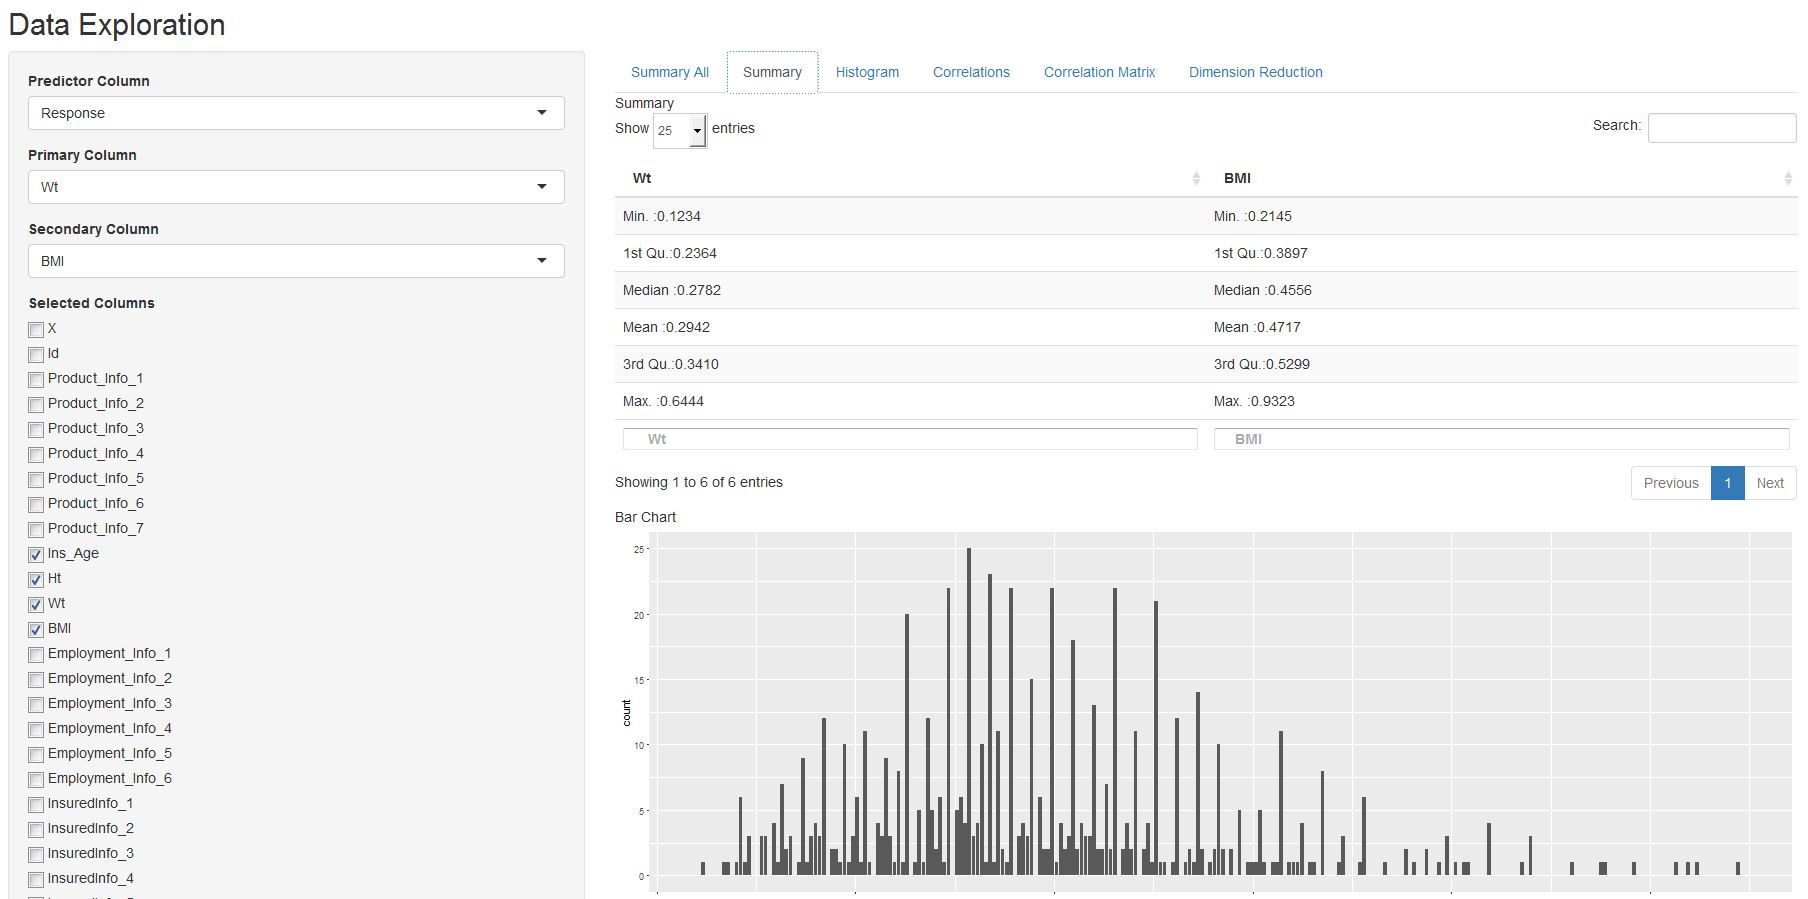 Data Exploration
Predictor Column
Response
Primary Column
Wt
Secondary Column
BMI
Selected Columns
X
Id
Product_Info_1
Product_Info_2
Product_Info_3
Product_Info_4
Product_Info_5
Product_Info_6
Product_Info_7
Ins_Age
Ht
Wt
BMI
Employment_Info_1
Employment_Info_2
Employment_Info_3
Employment_Info_4
Employment_Info_5
Employment_Info_6
InsuredInfo_1
InsuredInfo_2
InsuredInfo_3
InsuredInfo_4
Summary All Summary Histogram Correlations Correlation Matrix Dimension Reduction
Summary
Show 25 entries Search:
Wt BMI
Min. :0.1234 Min. :0.2145
1st Qu.:0.2364 1st Qu.:0.3897
Median :0.2782 Median :0.4556
Mean :0.2942 Mean :0.4717
3rd Qu.:0.3410 3rd Qu.:0.5299
Max. :0.6444 Max. :0.9323
Wt BMI
Showing 1 to 6 of 6 entries Previous 1 Next
Bar Chart
25
20
15
count
10
5
0